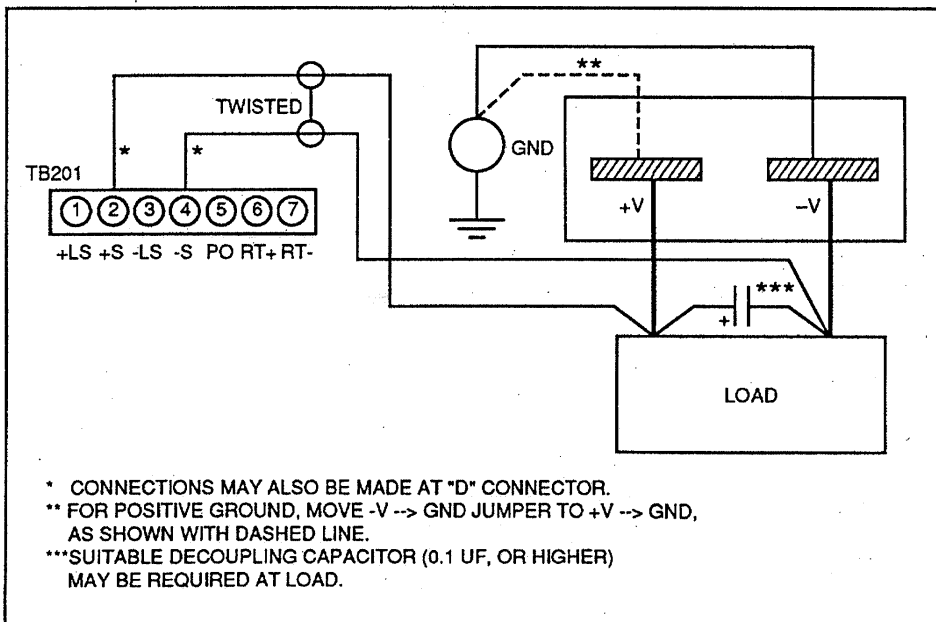 **
TWISTED
GND
*
*
TB201
1 2 3 4 5 6 7
+LS +S -LS -S PO RT+ RT-
+V
-V
***
+
LOAD
* CONNECTIONS MAY ALSO BE MADE AT "D" CONNECTOR.
** FOR POSITIVE GROUND, MOVE -V --> GND JUMPER TO +V --> GND,
AS SHOWN WITH DASHED LINE.
***SUITABLE DECOUPLING CAPACITOR (0.1 UF, OR HIGHER)
MAY BE REQUIRED AT LOAD.